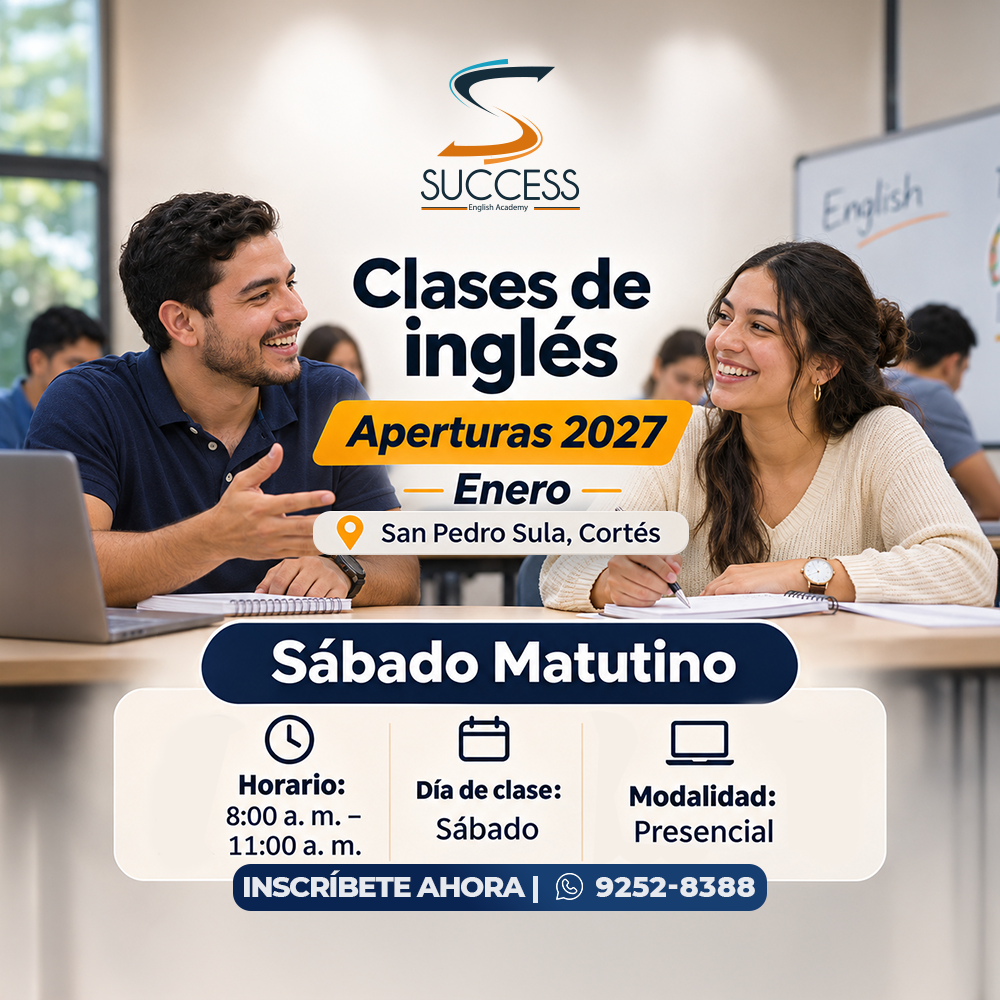 SUCCESS
English Academy
English
Clases de
inglés
Aperturas 2027
Enero
San Pedro Sula, Cortés
Sábado Matutino
Horario:
8:00 a. m. –
11:00 a. m.
Día de clase:
Sábado
Modalidad:
Presencial
INSCRÍBETE AHORA | 9252-8388